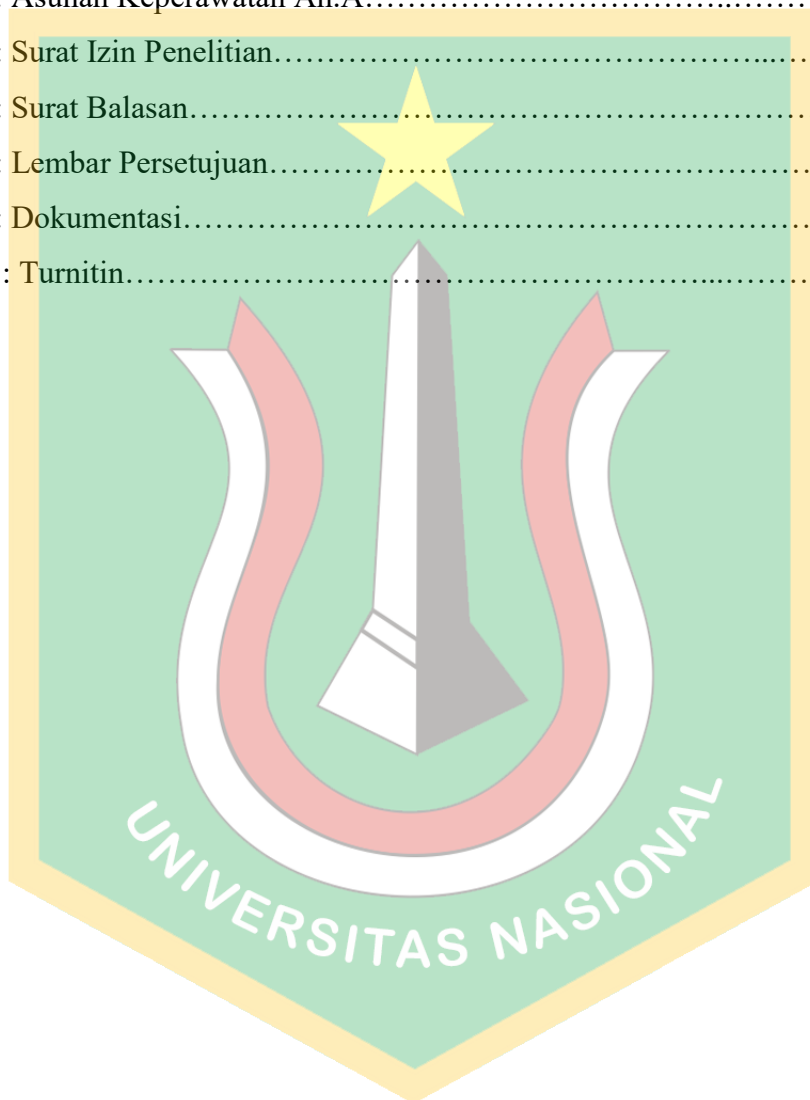 : Asuhan Keperawatan An.A……………………………..……
: Surat Izin Penelitian……………………………………...…
: Surat Balasan…………………………………………………
: Lembar Persetujuan……………………………………………
: Dokumentasi……………………………………………………
: Turnitin…………………………………………...………
UNIVERSITAS NASIONAL